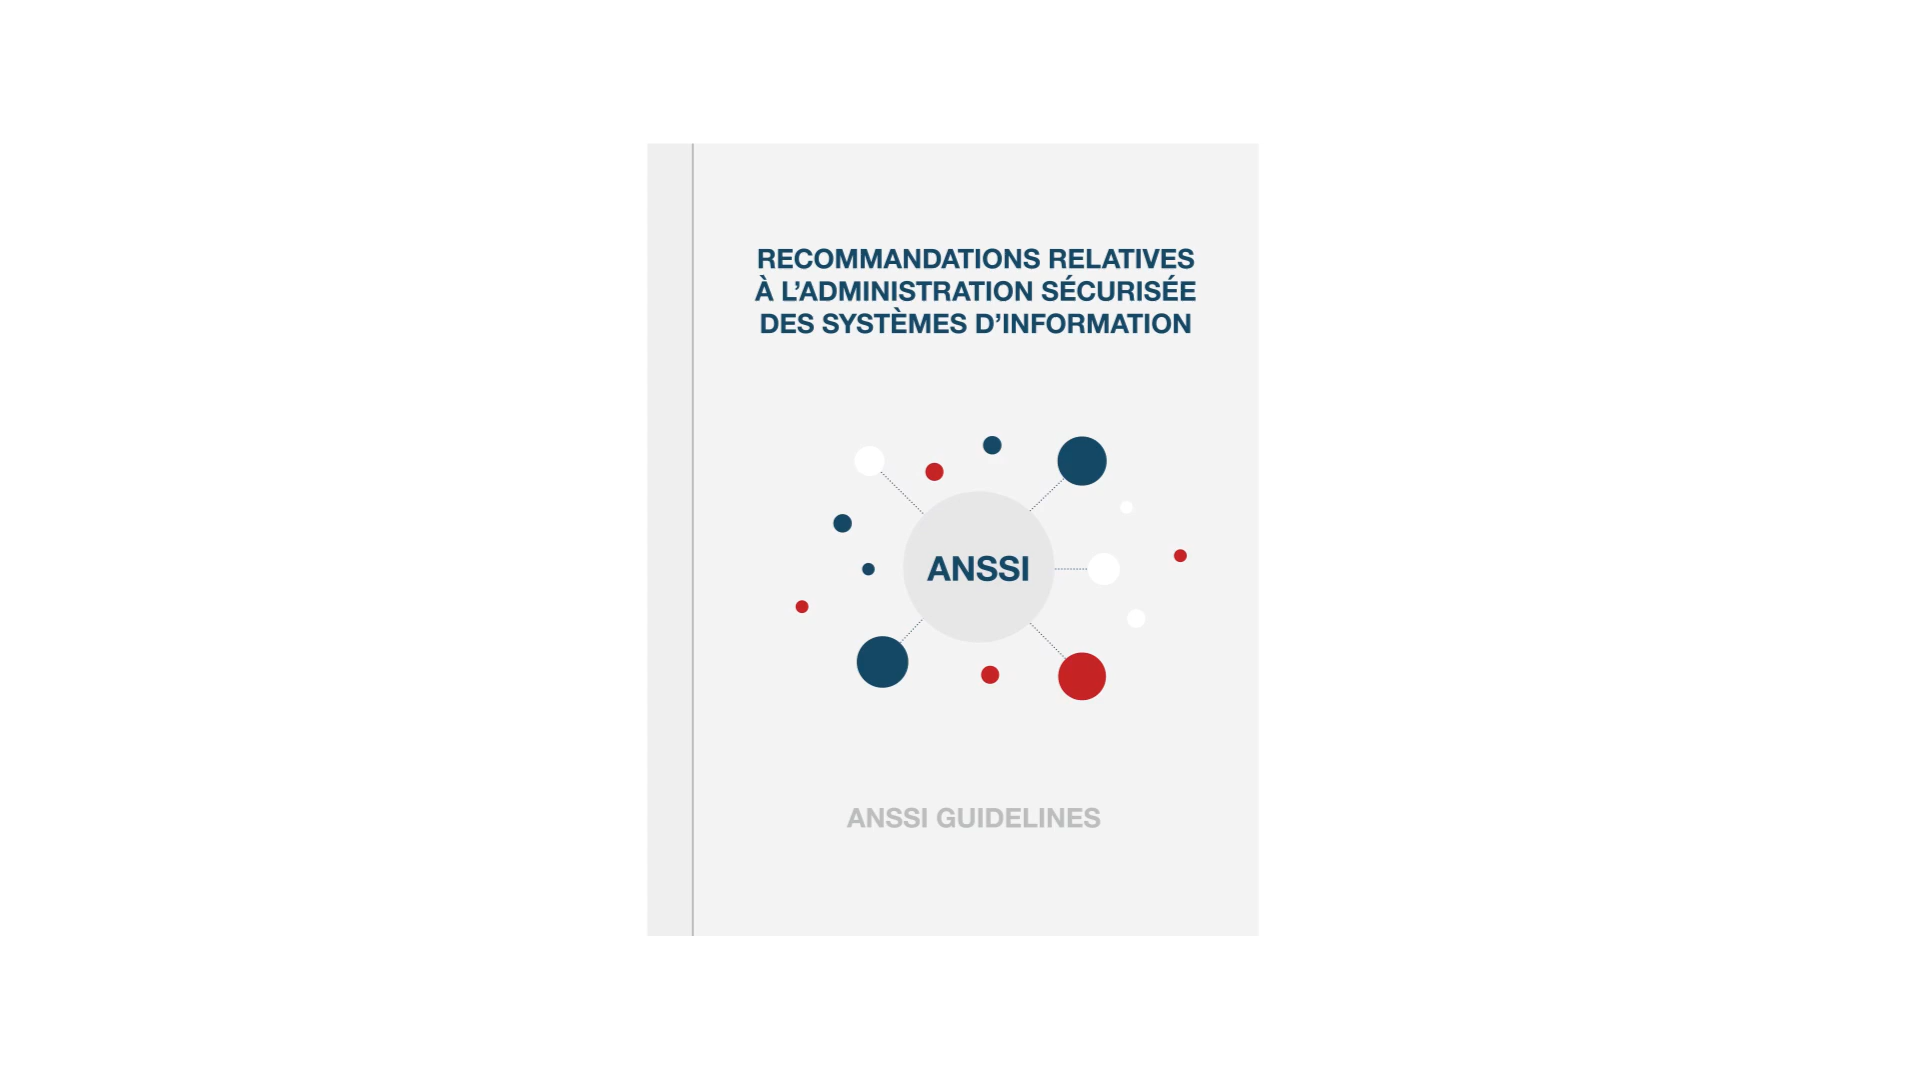 RECOMMANDATIONS RELATIVES
À L’ADMINISTRATION SÉCURISÉE
DES SYSTÈMES D’INFORMATION
ANSSI
ANSSI GUIDELINES